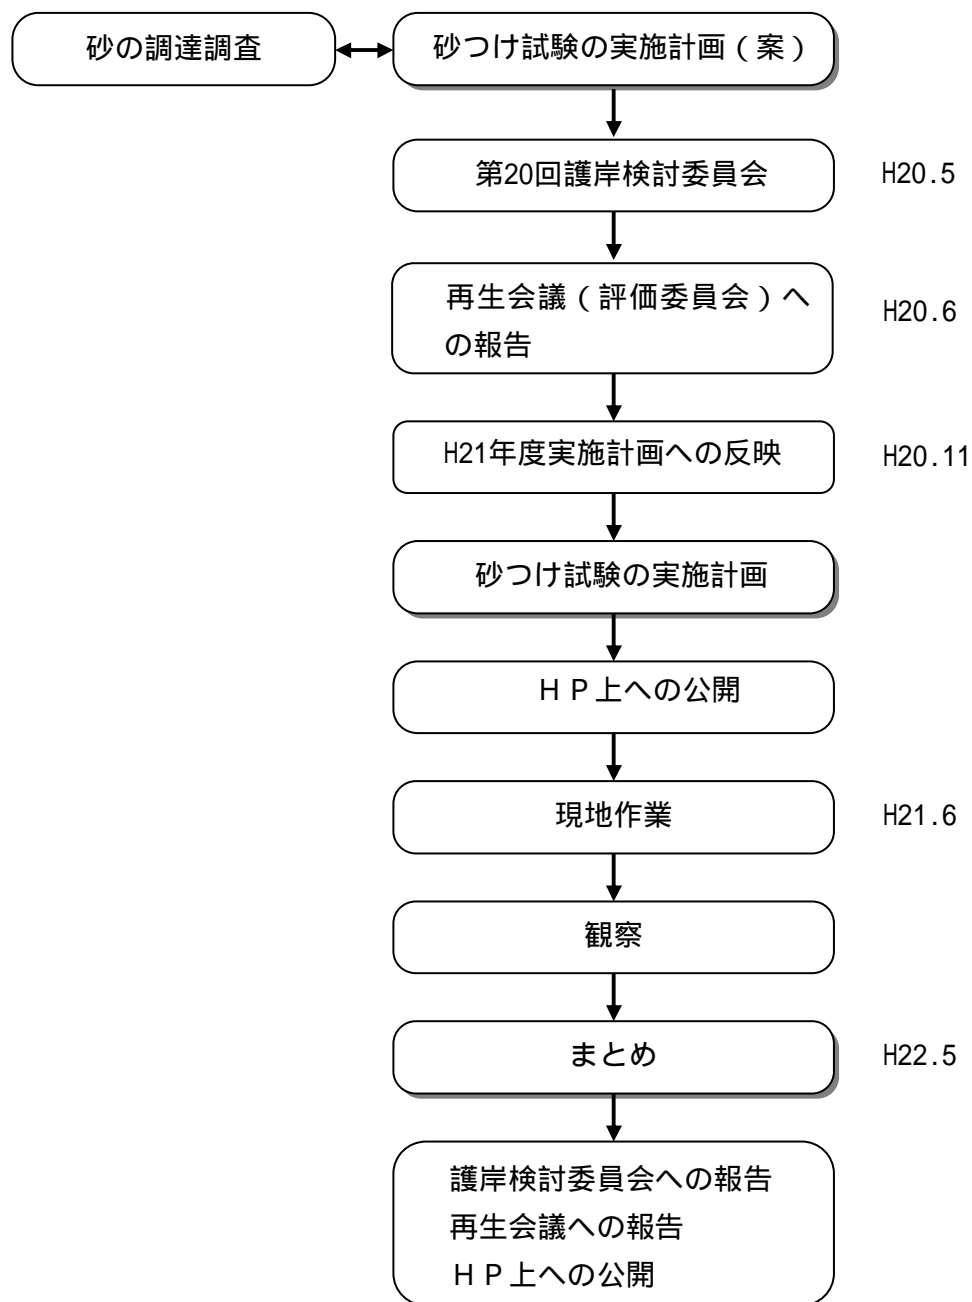 砂の調達調査
砂つけ試験の実施計画(案)
第20回護岸検討委員会
H20.5
再生会議(評価委員会)へ
の報告
H20.6
H21年度実施計画への反映
H20.11
砂つけ試験の実施計画
HP上への公開
現地作業
H21.6
観察
まとめ
H22.5
護岸検討委員会への報告
再生会議への報告
HP上への公開